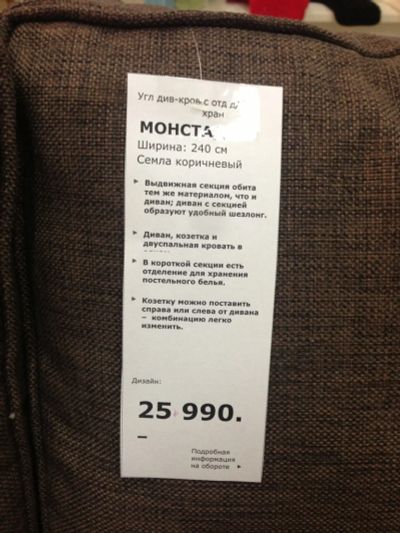 Угл див-кров с отд д
хран
МОНСТА
Ширина: 240 см
Семла коричневый
► Выдвижная секция обита
тем же материалом, что и
диван; диван с секцией
образуют удобный шезлонг.
► Диван, козетка и
двуспальная кровать в
► В короткой секции есть
отделение для хранения
постельного белья.
► Козетку можно поставить
справа или слева от дивана
– комбинацию легко
изменить.
Дизайн:
25 990.
–
Подробная
информация
на обороте ►